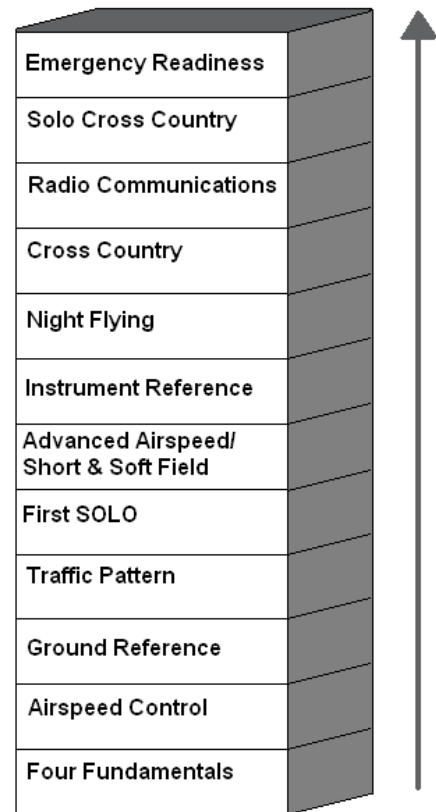 Emergency Readiness
Solo Cross Country
Radio Communications
Cross Country
Night Flying
Instrument Reference
Advanced Airspeed/
Short & Soft Field
First SOLO
Traffic Pattern
Ground Reference
Airspeed Control
Four Fundamentals